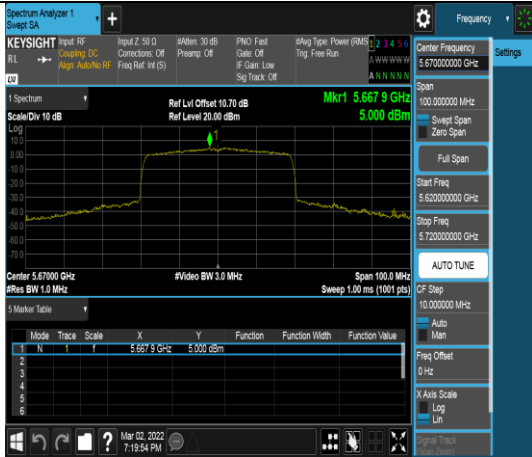 Spectrum Analyzer 1
Swept SA
Frequency
KEYSIGHT
Input: RF
Input Z: 50 Ω
#Atten: 30 dB
PNO: Fast
#Avg Type: Power (RMS
1 2 3 4 5 6
RL
Coupling: DC
Corrections: Off
Preamp: Off
Gate: Off
Trig: Free Run
Align: Auto/No RF
Freq Ref: Int (S)
IF Gain: Low
A W W W W W
Sig Track: Off
A N N N N N
LXI
Center Frequency
5.670000000 GHz
Settings
Span
100.000000 MHz
Swept Span
Zero Span
Full Span
Start Freq
5.620000000 GHz
Stop Freq
5.720000000 GHz
AUTO TUNE
CF Step
10.000000 MHz
Auto
Man
Freq Offset
0 Hz
X Axis Scale
Log
Lin
Signal Track
(Span Zoom)
1 Spectrum
Ref Lvl Offset 10.70 dB
Mkr1 5.667 9 GHz
Scale/Div 10 dB
Ref Level 20.00 dBm
5.000 dBm
Log
1
10.0
0.00
-10.0
-20.0
-30.0
-40.0
-50.0
-60.0
-70.0
Center 5.67000 GHz
#Video BW 3.0 MHz
Span 100.0 MHz
#Res BW 1.0 MHz
Sweep 1.00 ms (1001 pts)
5 Marker Table
Mode Trace Scale X Y Function Function Width Function Value
1 N 1 f 5.667 9 GHz 5.000 dBm
2
3
4
5
6
?
Mar 02, 2022
7:19:54 PM